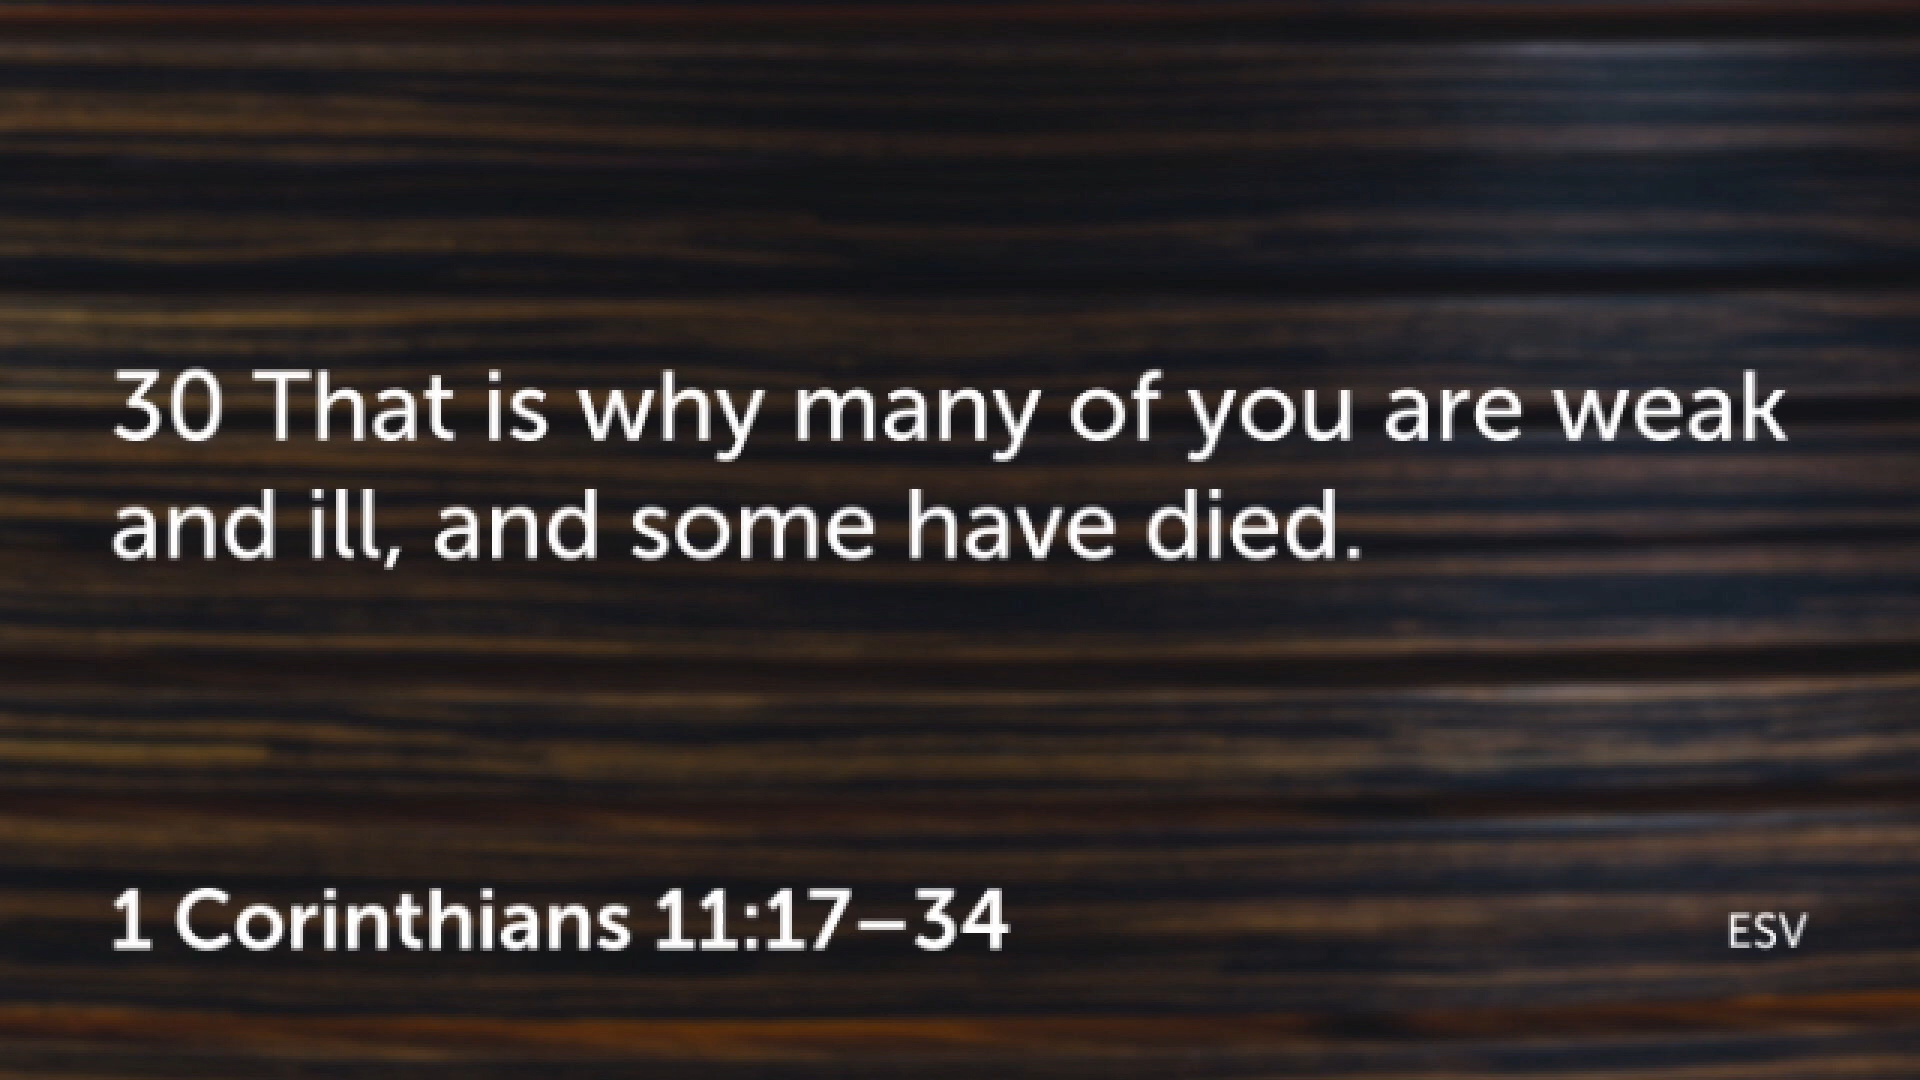 30 That is why many of you are weak
and ill, and some have died.
1 Corinthians 11:17–34
ESV